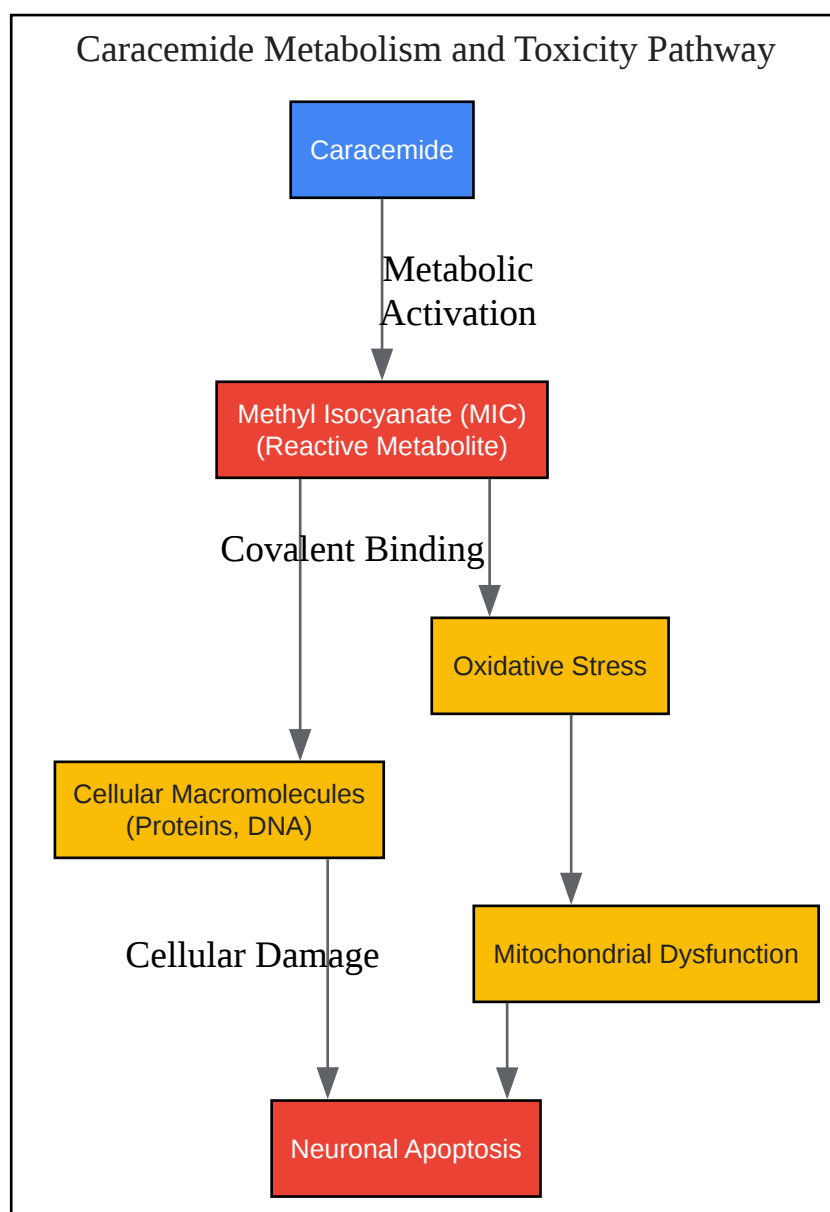 Caracemide Metabolism and Toxicity Pathway
Caracemide
Metabolic
Activation
Methyl Isocyanate (MIC)
(Reactive Metabolite)
Covalent Binding
Oxidative Stress
Cellular Macromolecules
(Proteins, DNA)
Cellular Damage
Mitochondrial Dysfunction
Neuronal Apoptosis